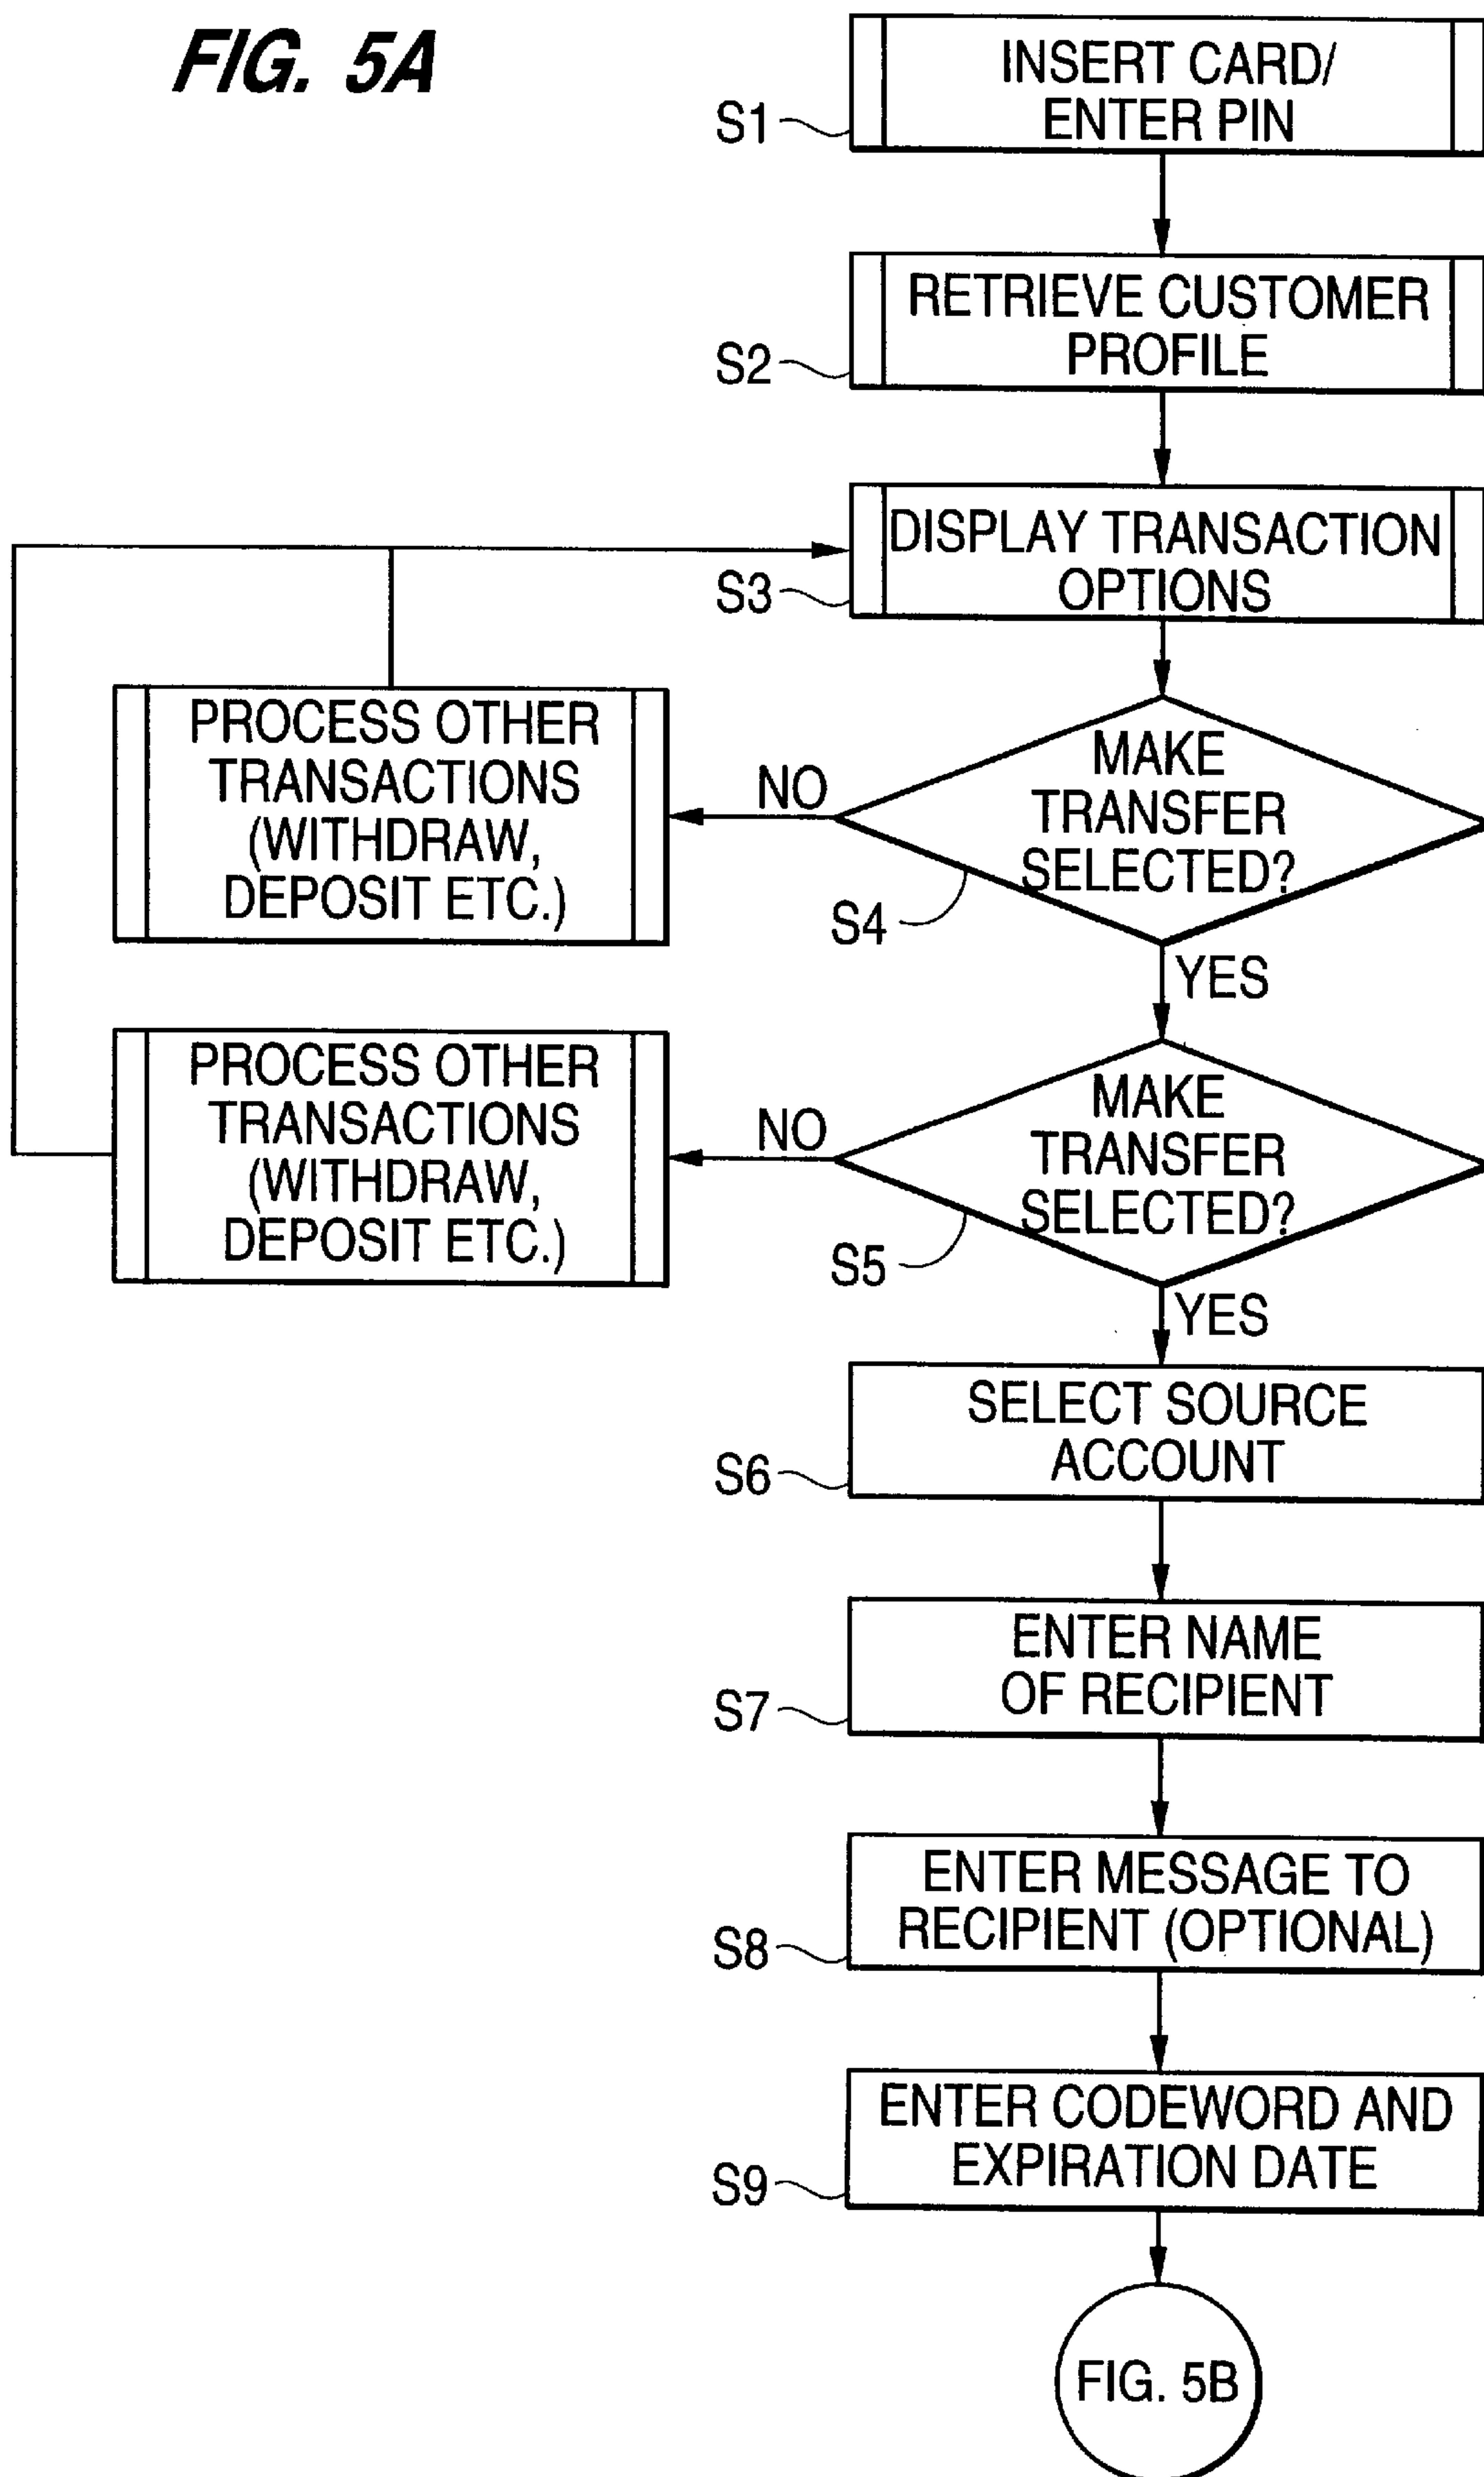 FIG. 5A
INSERT CARD/
ENTER PIN
S1
RETRIEVE CUSTOMER
PROFILE
S2
DISPLAY TRANSACTION
OPTIONS
S3
MAKE
TRANSFER
SELECTED?
S4
NO
PROCESS OTHER
TRANSACTIONS
(WITHDRAW,
DEPOSIT ETC.)
YES
MAKE
TRANSFER
SELECTED?
S5
NO
PROCESS OTHER
TRANSACTIONS
(WITHDRAW,
DEPOSIT ETC.)
YES
SELECT SOURCE
ACCOUNT
S6
ENTER NAME
OF RECIPIENT
S7
ENTER MESSAGE TO
RECIPIENT (OPTIONAL)
S8
ENTER CODEWORD AND
EXPIRATION DATE
S9
FIG. 5B